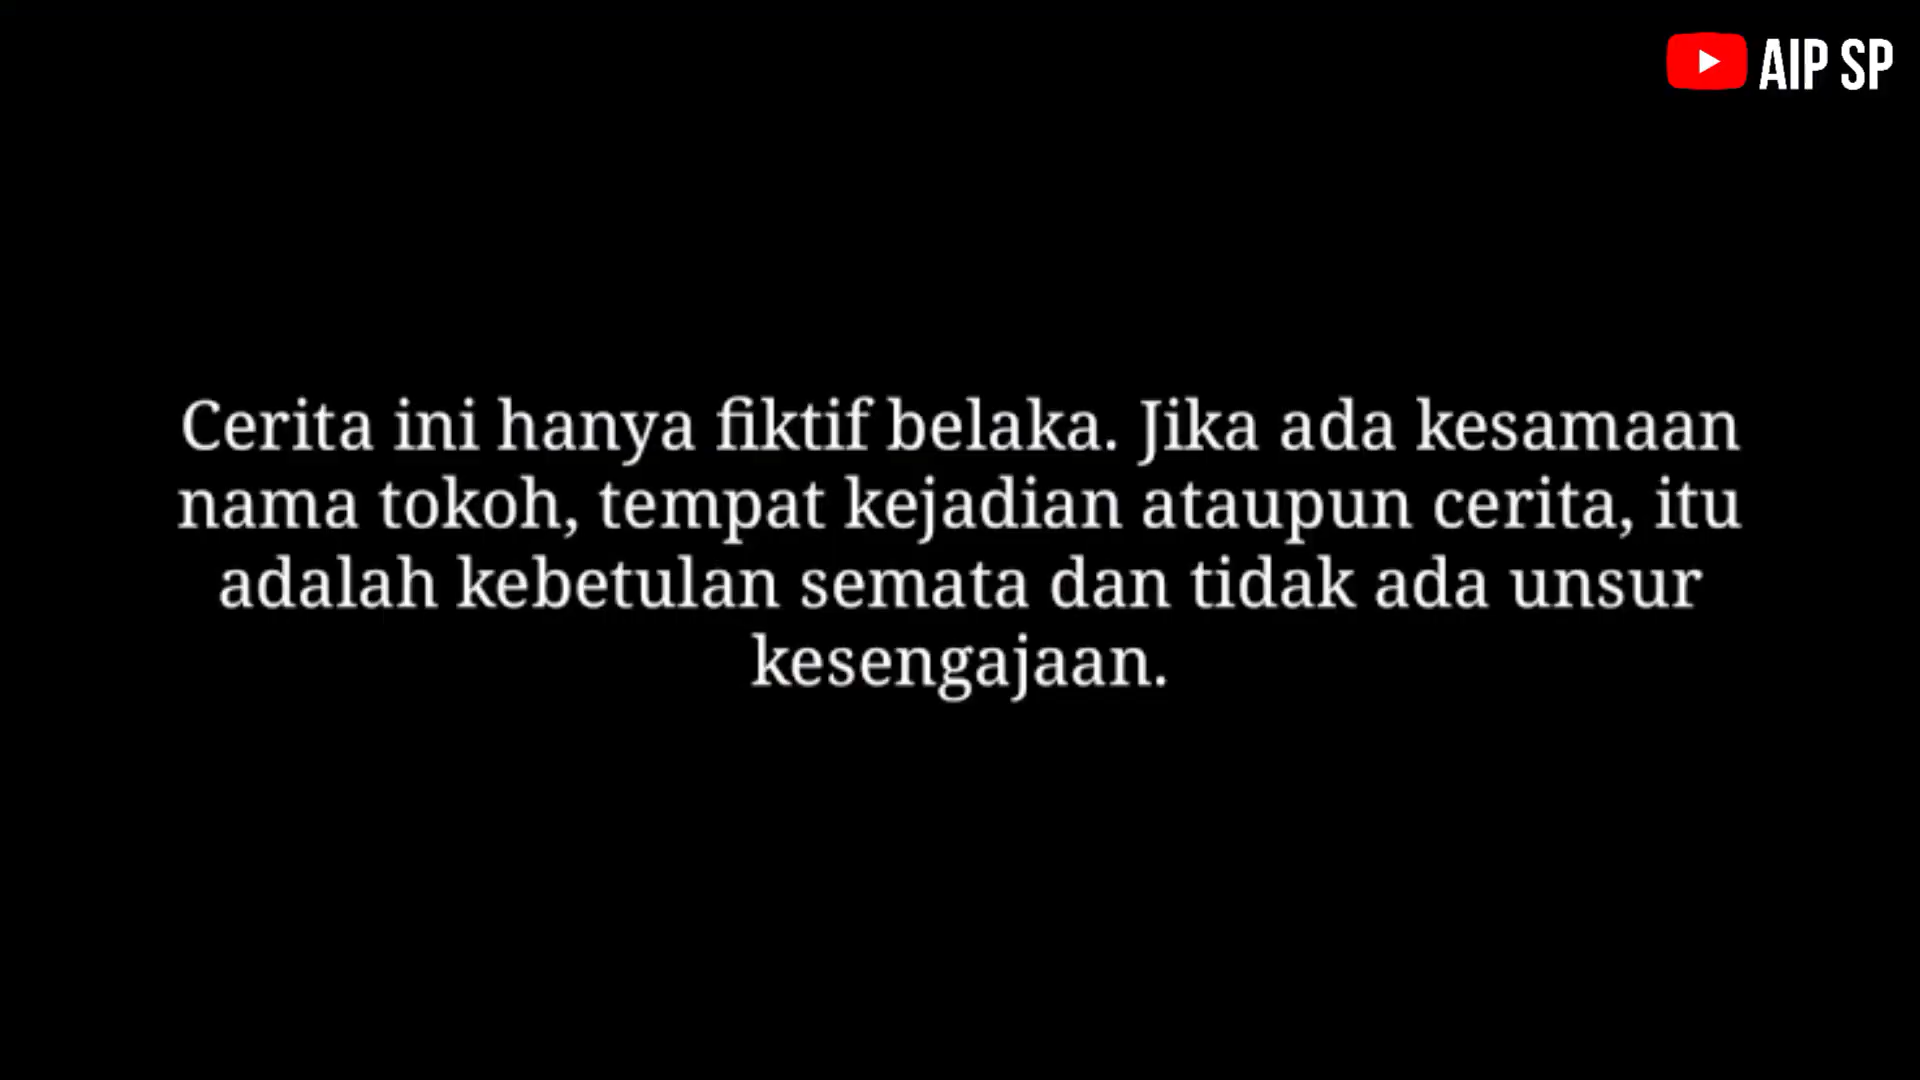 AIP SP
Cerita ini hanya fiktif belaka. Jika ada kesamaan
nama tokoh, tempat kejadian ataupun cerita, itu
adalah kebetulan semata dan tidak ada unsur
kesengajaan.